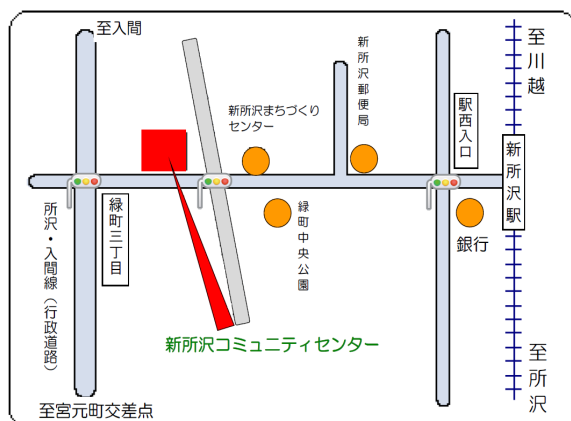 至入間
新所沢まちづくり
センター
新所沢郵便局
駅西入口
至川越
新所沢駅
緑町三丁目
所沢・入間線(行政道路)
緑町中央公園
銀行
新所沢コミュニティセンター
至所沢
至宮元町交差点